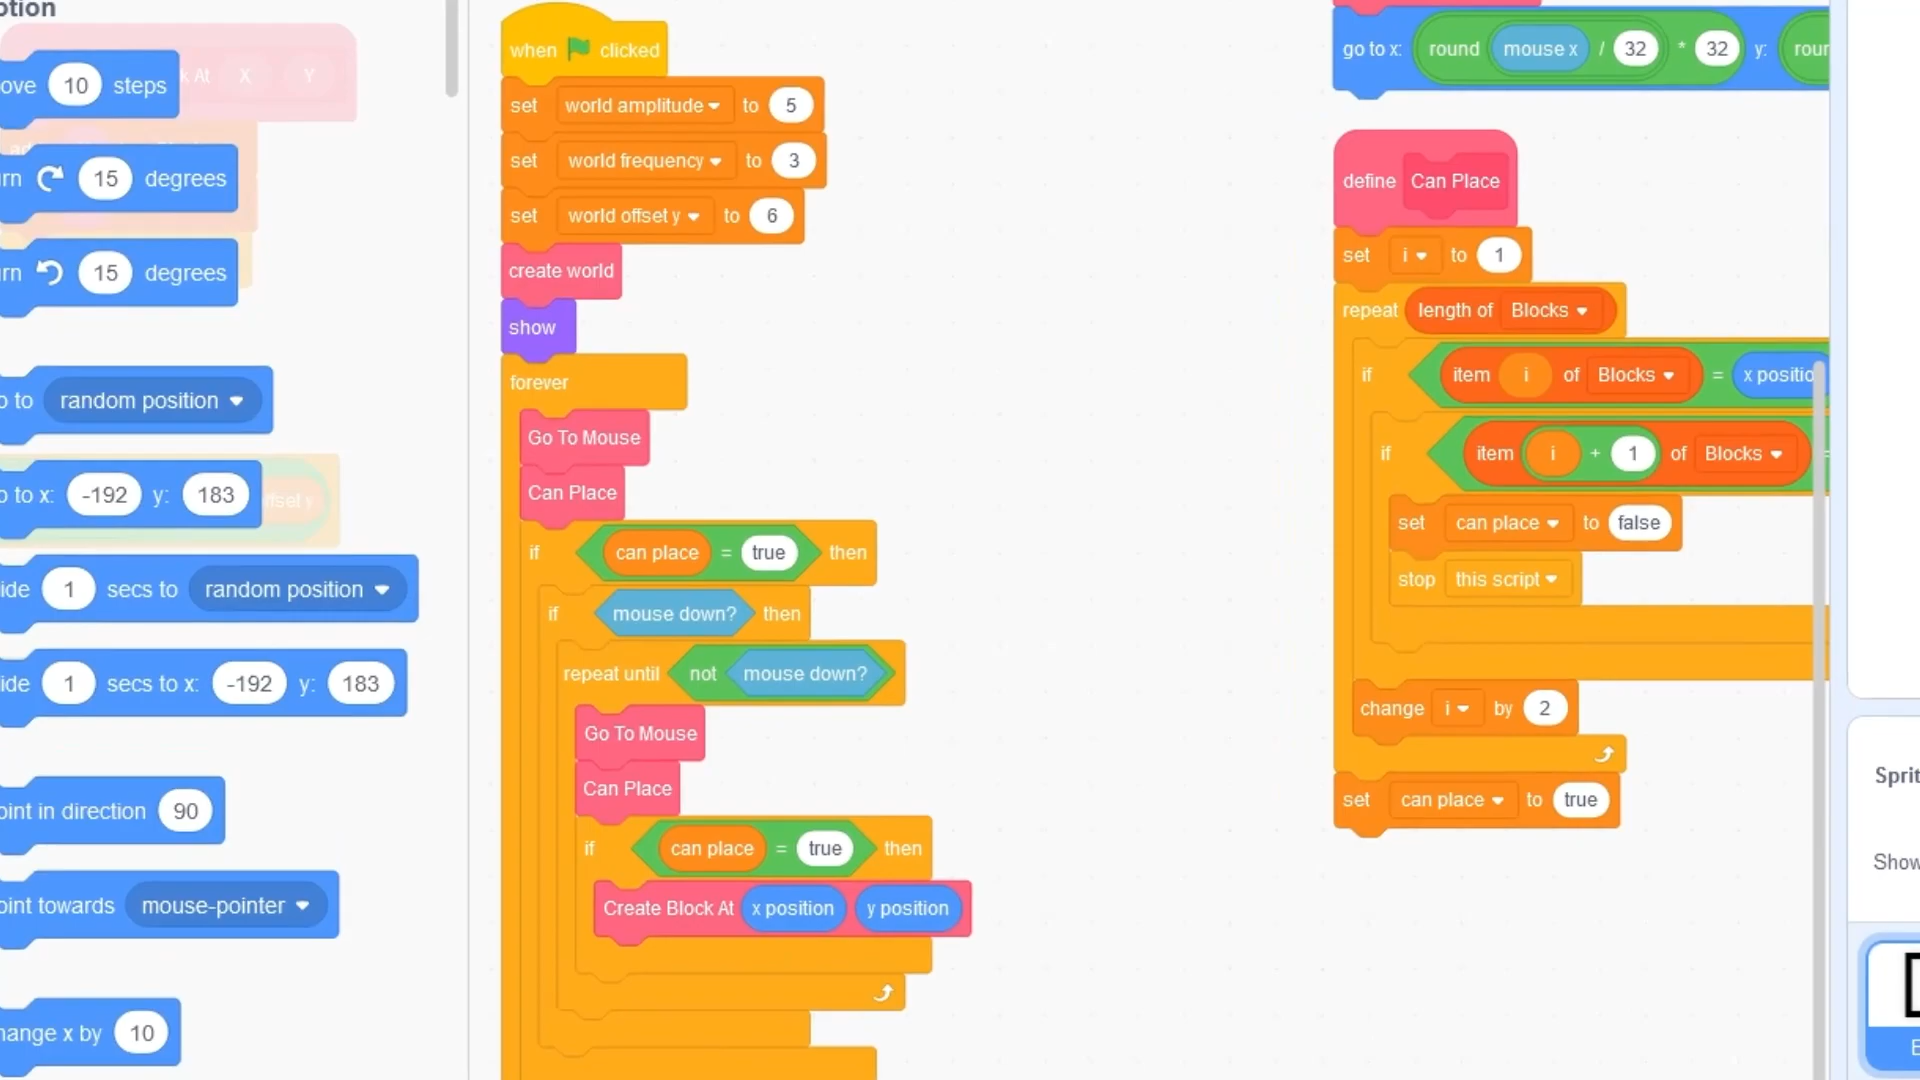 otion
ove 10 steps
k At X Y
rn 15 degrees
rn 15 degrees
o to random position
o to x: -192 y: 183
ffset y
ide 1 secs to random position
ide 1 secs to x: -192 y: 183
oint in direction 90
oint towards mouse-pointer
hange x by 10
when clicked
set world amplitude to 5
set world frequency to 3
set world offset y to 6
create world
show
forever
Go To Mouse
Can Place
if can place = true then
if mouse down? then
repeat until not mouse down?
Go To Mouse
Can Place
if can place = true then
Create Block At x position y position
go to x: round mouse x / 32 * 32 y: rour
define Can Place
set i to 1
repeat length of Blocks
if item i of Blocks = x positio
if item i + 1 of Blocks =
set can place to false
stop this script
change i by 2
set can place to true
Sprit
Show